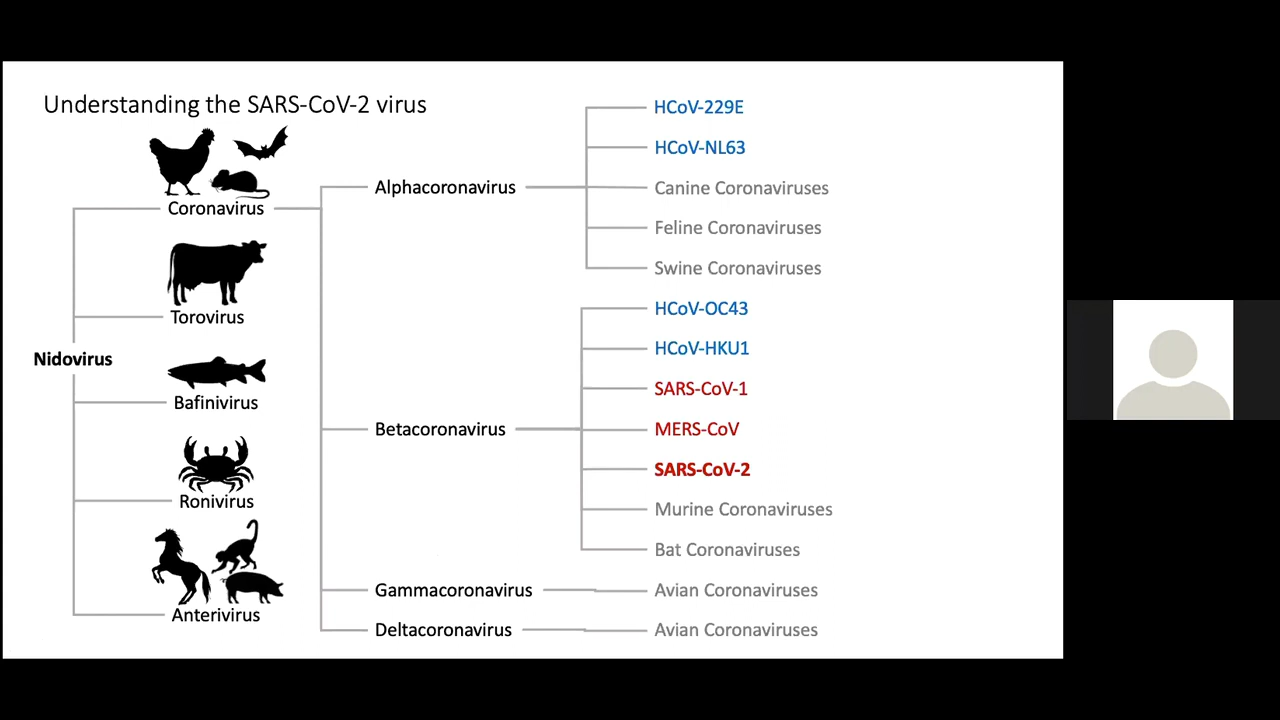 Understanding the SARS-CoV-2 virus
Nidovirus
Coronavirus
Torovirus
Bafinivirus
Ronivirus
Anterivirus
Alphacoronavirus
HCoV-229E
HCoV-NL63
Canine Coronaviruses
Feline Coronaviruses
Swine Coronaviruses
Betacoronavirus
HCoV-OC43
HCoV-HKU1
SARS-CoV-1
MERS-CoV
SARS-CoV-2
Murine Coronaviruses
Bat Coronaviruses
Gammacoronavirus
Avian Coronaviruses
Deltacoronavirus
Avian Coronaviruses